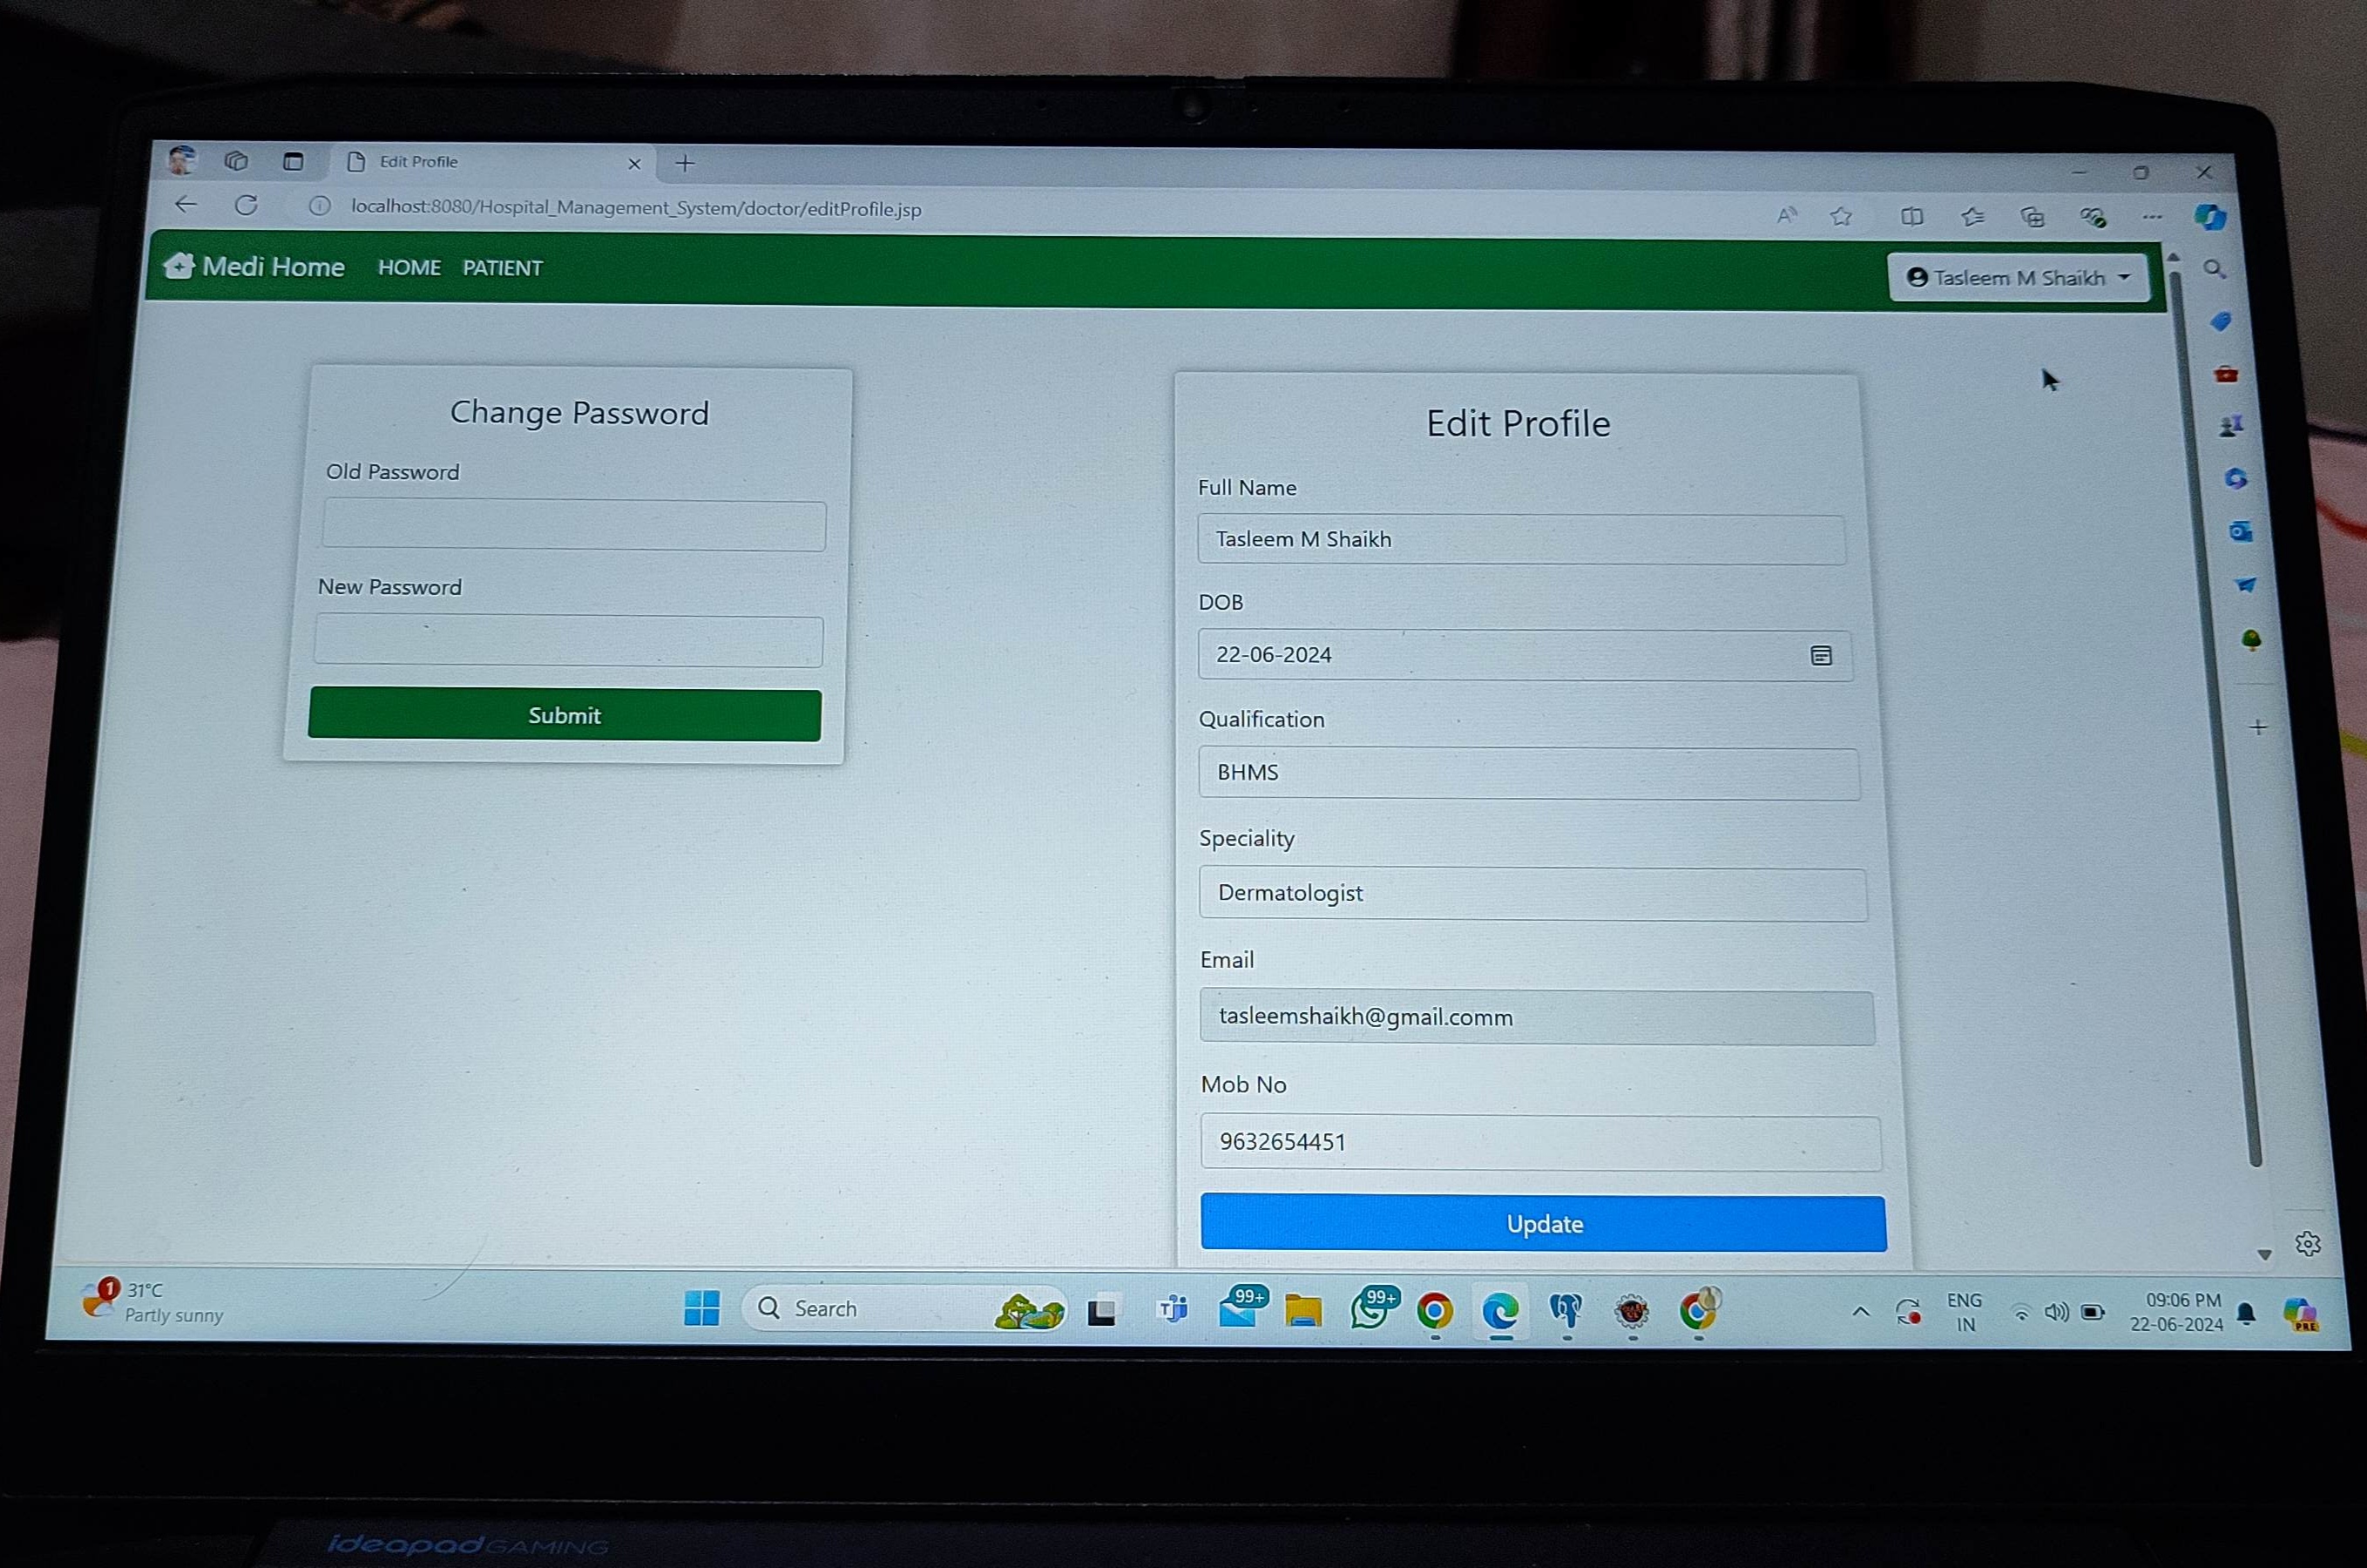 Edit Profile
localhost:8080/Hospital_Management_System/doctor/editProfile.jsp
Medi Home HOME PATIENT Tasleem M Shaikh
Change Password
Old Password
New Password
Submit
Edit Profile
Full Name
Tasleem M Shaikh
DOB
22-06-2024
Qualification
BHMS
Speciality
Dermatologist
Email
tasleemshaikh@gmail.comm
Mob No
9632654451
Update
1 31°C
Partly sunny
Search
99+
99+
ENG
IN
09:06 PM
22-06-2024
PRE
ideapad GAMING